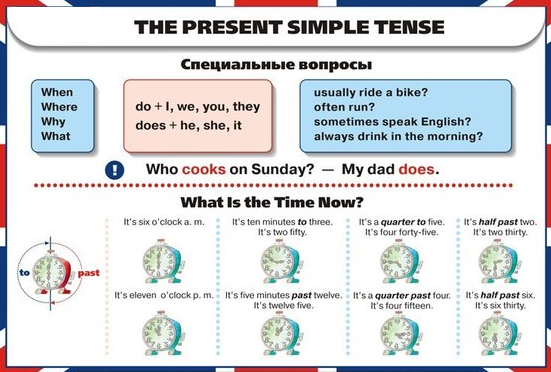 THE PRESENT SIMPLE TENSE
Специальные вопросы
When
Where
Why
What
do + I, we, you, they
does + he, she, it
usually ride a bike?
often run?
sometimes speak English?
always drink in the morning?
! Who cooks on Sunday? — My dad does.
What Is the Time Now?
to
past
It's six o'clock a. m.
It's ten minutes to three.
It's two fifty.
It's a quarter to five.
It's four forty-five.
It's half past two.
It's two thirty.
It's eleven o'clock p. m.
It's five minutes past twelve.
It's twelve five.
It's a quarter past four.
It's four fifteen.
It's half past six.
It's six thirty.